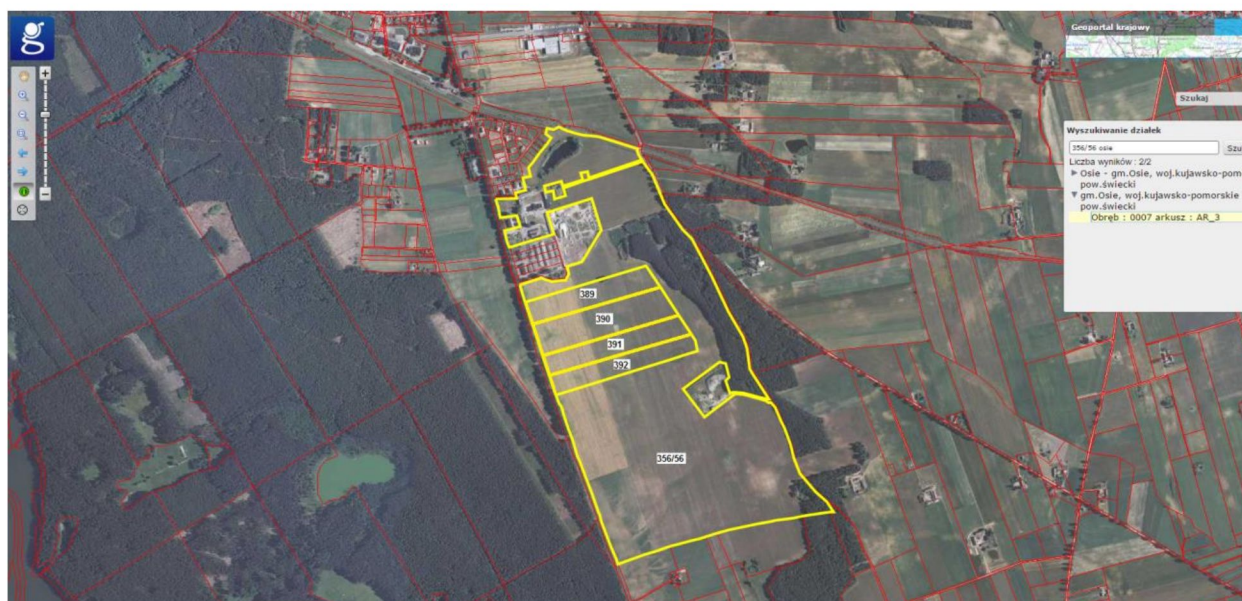 g
Geoportal krajowy
Szukaj
Wyszukiwanie działek
356/56 osie
Szu
Liczba wyników : 2/2
Osie - gm.Osie, woj.kujawsko-pom
pow.świecki
gm.Osie, woj.kujawsko-pomorskie
pow.świecki
Obręb : 0007 arkusz : AR_3
389
390
391
392
356/56